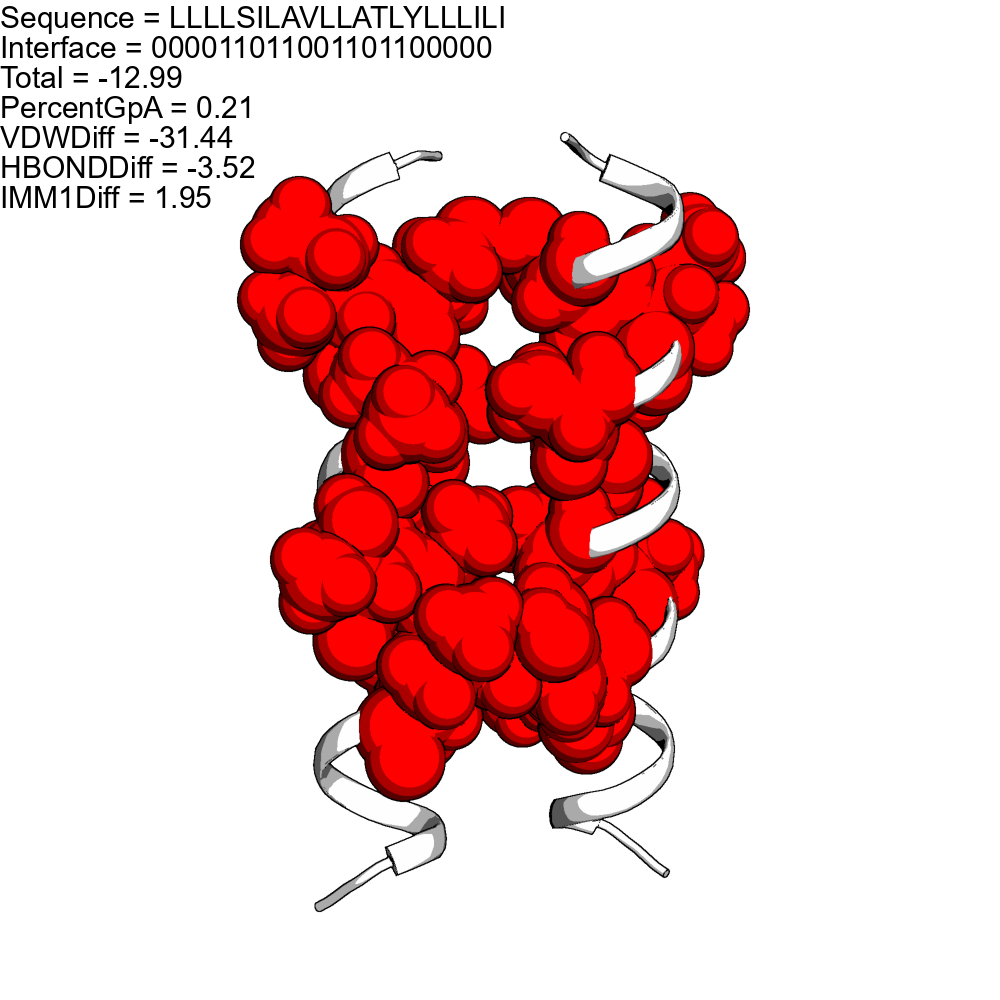 Sequence = LLLLSILAVLLATLYLLLILI
Interface = 000011011001101100000
Total = -12.99
PercentGpA = 0.21
VDWDiff = -31.44
HBONDDiff = -3.52
IMM1Diff = 1.95